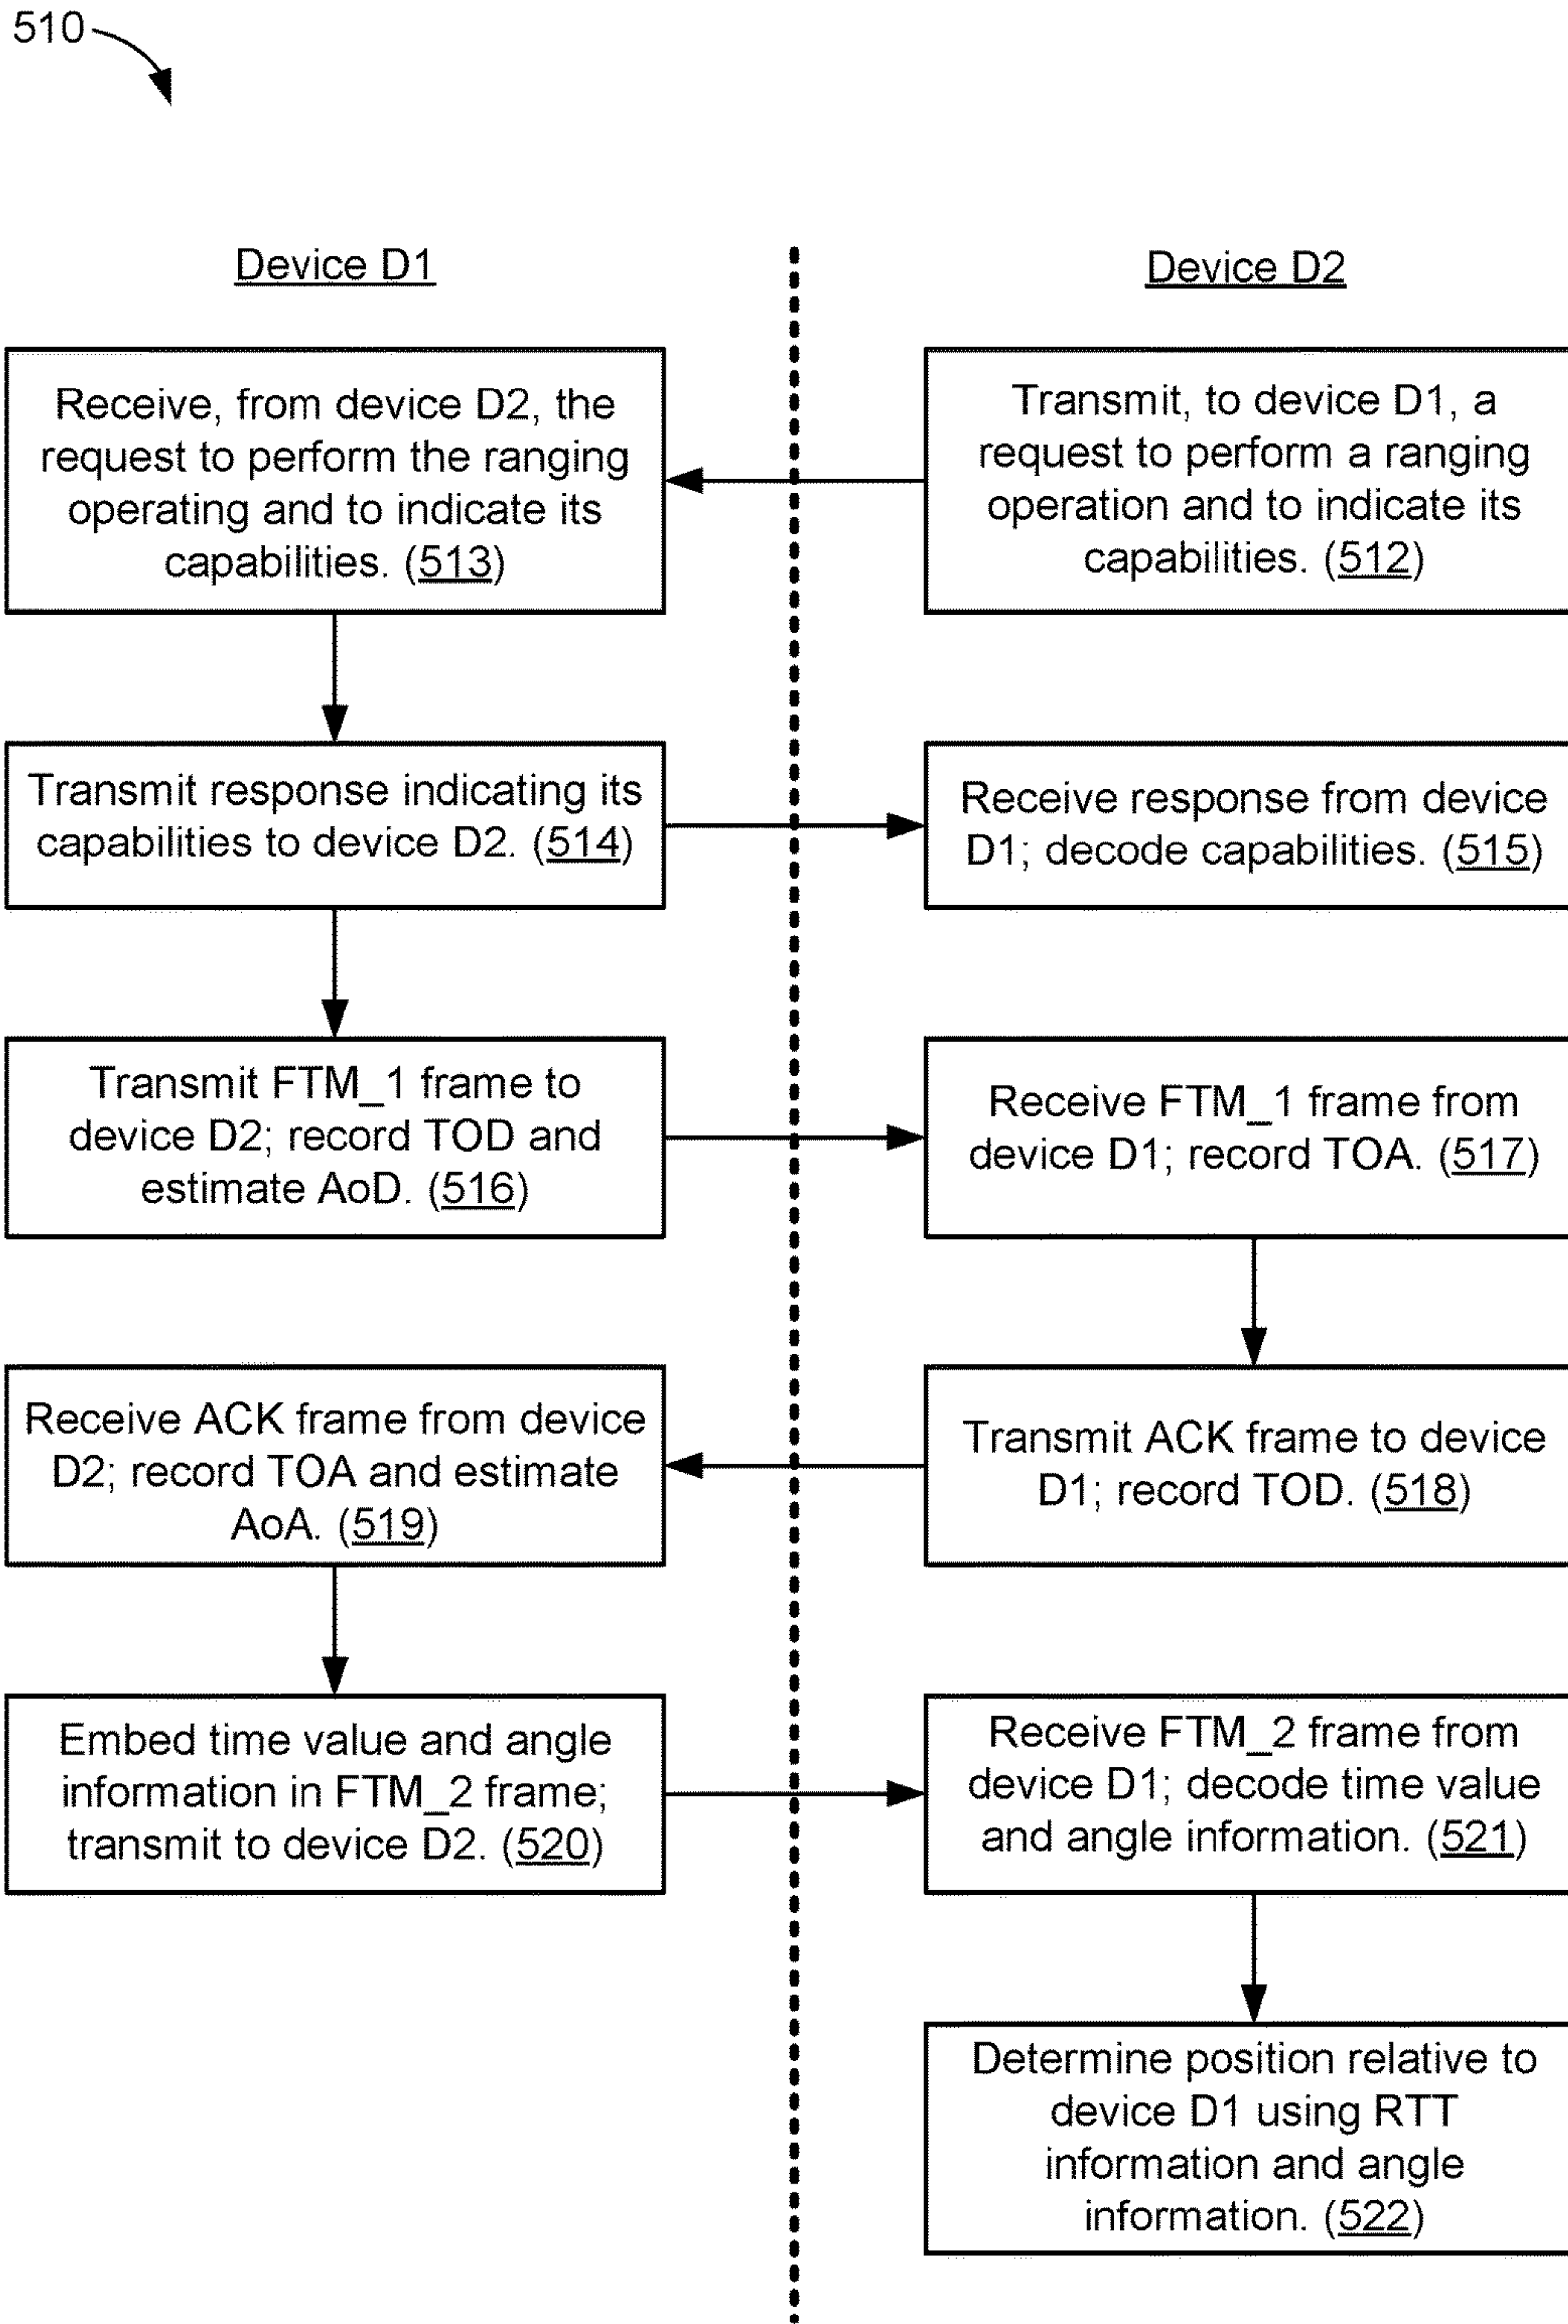 510
Device D1
Device D2
Receive, from device D2, the
request to perform the ranging
operating and to indicate its
capabilities. (513)
Transmit, to device D1, a
request to perform a ranging
operation and to indicate its
capabilities. (512)
Transmit response indicating its
capabilities to device D2. (514)
Receive response from device
D1; decode capabilities. (515)
Transmit FTM_1 frame to
device D2; record TOD and
estimate AoD. (516)
Receive FTM_1 frame from
device D1; record TOA. (517)
Receive ACK frame from device
D2; record TOA and estimate
AoA. (519)
Transmit ACK frame to device
D1; record TOD. (518)
Embed time value and angle
information in FTM_2 frame;
transmit to device D2. (520)
Receive FTM_2 frame from
device D1; decode time value
and angle information. (521)
Determine position relative to
device D1 using RTT
information and angle
information. (522)